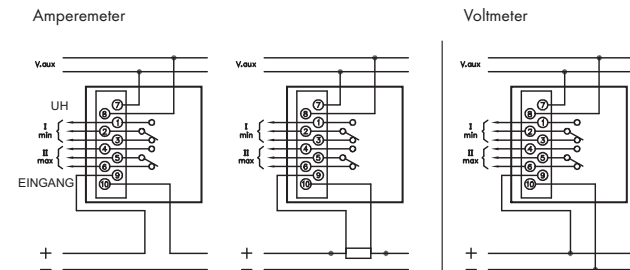 Amperemeter
Voltmeter
V.aux
UH
7
8
I
min
1
2
3
II
max
4
5
6
EINGANG
9
10
+
−
V.aux
7
8
I
min
1
2
3
II
max
4
5
6
9
10
+
−
V.aux
7
8
I
min
1
2
3
II
max
4
5
6
9
10
+
−